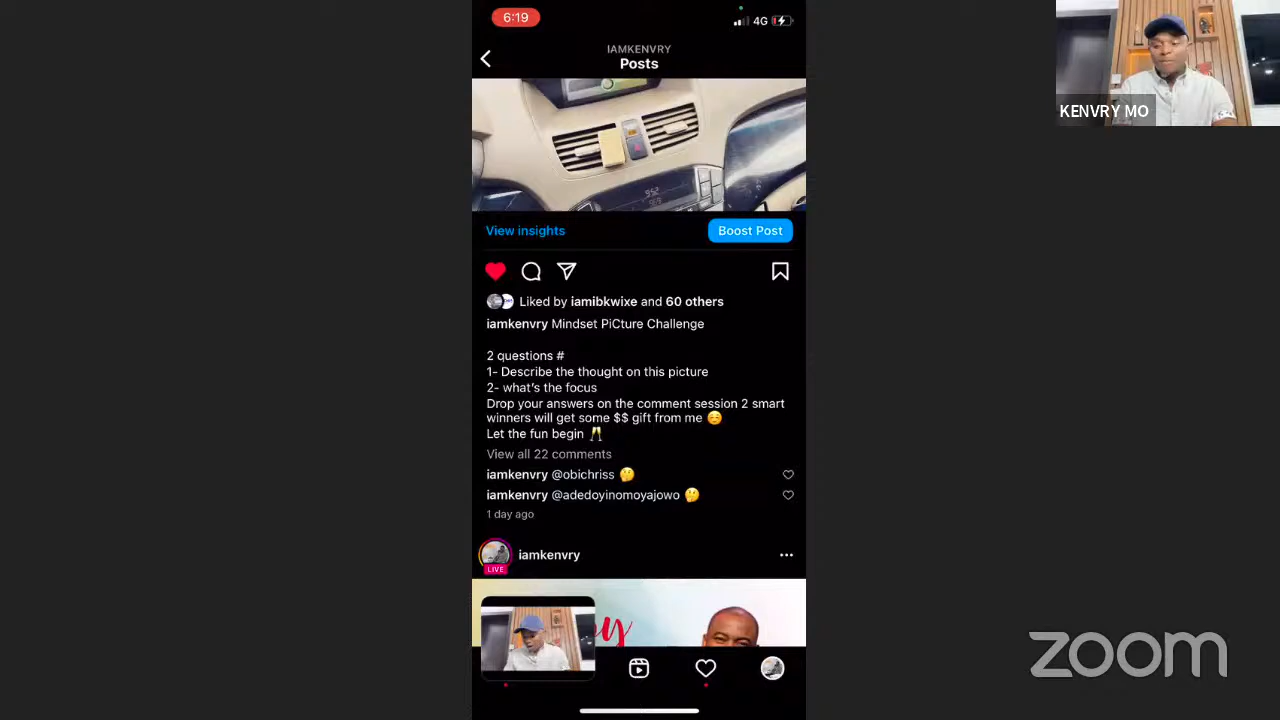 6:19
4G
IAMKENVRY
Posts
KENVRY MO
View insights
Boost Post
Liked by iamibkwixe and 60 others
iamkenvry Mindset PiCture Challenge
2 questions #
1- Describe the thought on this picture
2- what's the focus
Drop your answers on the comment session 2 smart
winners will get some $$ gift from me ☺️
Let the fun begin 🥂
View all 22 comments
iamkenvry @obichriss 🤔
iamkenvry @adedoyinomoyajowo 🤔
1 day ago
iamkenvry
LIVE
zoom